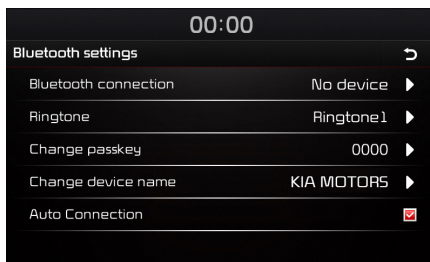 00:00
Bluetooth settings
Bluetooth connection No device
Ringtone Ringtone1
Change passkey 0000
Change device name KIA MOTORS
Auto Connection